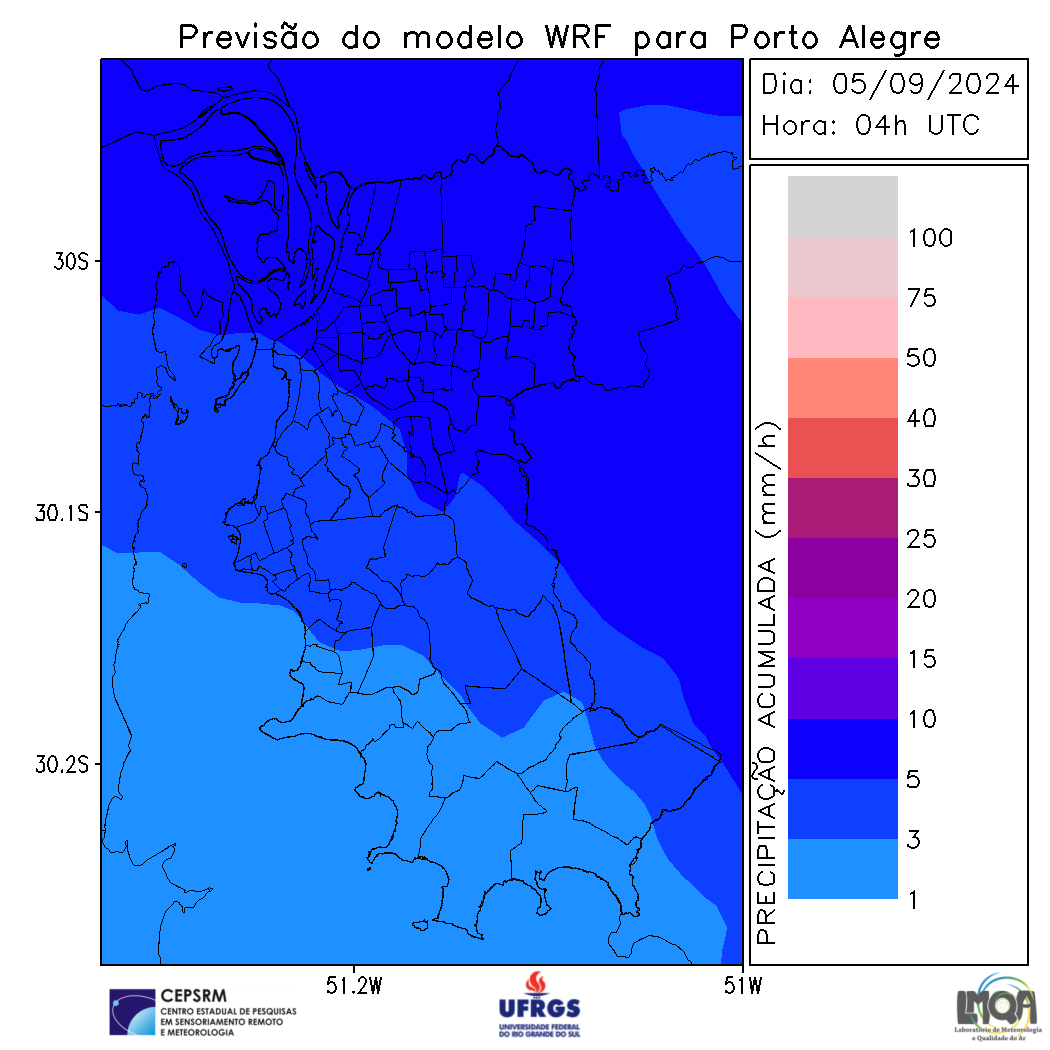 Previsão do modelo WRF para Porto Alegre
Dia: 05/09/2024
Hora: 04h UTC
30S
30.1S
30.2S
51.2W
51W
PRECIPITAÇÃO ACUMULADA (mm/h)
100
75
50
40
30
25
20
15
10
5
3
1
CEPSRM
CENTRO ESTADUAL DE PESQUISAS
EM SENSORIAMENTO REMOTO
E METEOROLOGIA
UFRGS
UNIVERSIDADE FEDERAL
DO RIO GRANDE DO SUL
LMQA
Laboratório de Meteorologia
e Qualidade do Ar